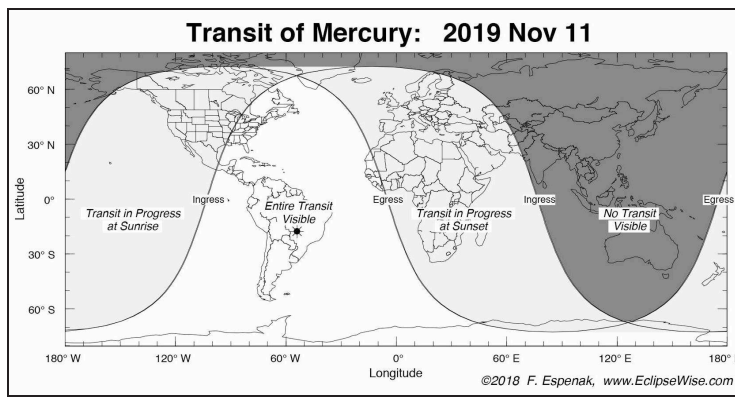 Transit of Mercury: 2019 Nov 11
60° N
30° N
0°
30° S
60° S
Latitude
Ingress
Egress
Ingress
Egress
Transit in Progress
at Sunrise
Entire Transit
Visible
Transit in Progress
at Sunset
No Transit
Visible
180° W
120° W
60° W
0°
60° E
120° E
180°
Longitude
©2018 F. Espenak, www.EclipseWise.com